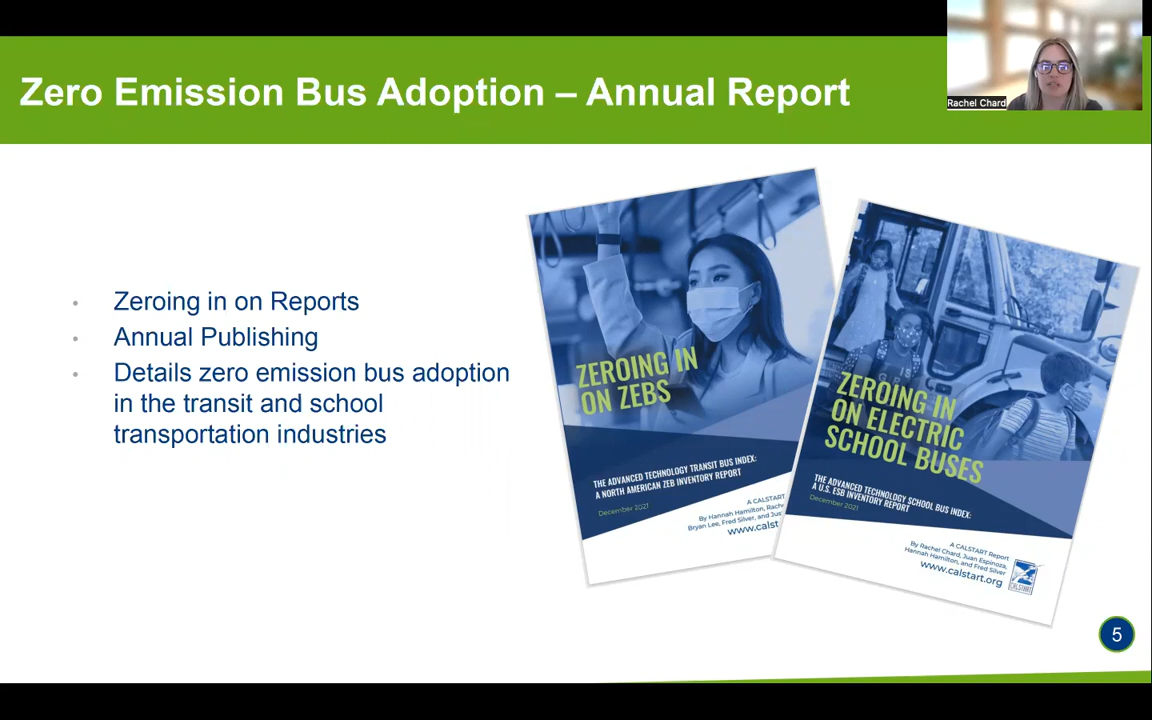 Zero Emission Bus Adoption – Annual Report
Rachel Chard
• Zeroing in on Reports
• Annual Publishing
• Details zero emission bus adoption
in the transit and school
transportation industries
ZEROING IN
ON ZEBS
THE ADVANCED TECHNOLOGY TRANSIT BUS INDEX:
A NORTH AMERICAN ZEB INVENTORY REPORT
December 2021
A CALSTART
By Hannah Hamilton,
Bryan Lee, Fred Silver, and
www.calst
ZEROING IN
ON ELECTRIC
SCHOOL BUSES
THE ADVANCED TECHNOLOGY SCHOOL BUS INDEX:
A U.S. ESB INVENTORY REPORT
December 2021
A CALSTART Report
By Rachel Chard, Juan Espinoza,
Hannah Hamilton, and Fred Silver
www.calstart.org
CALSTART
5